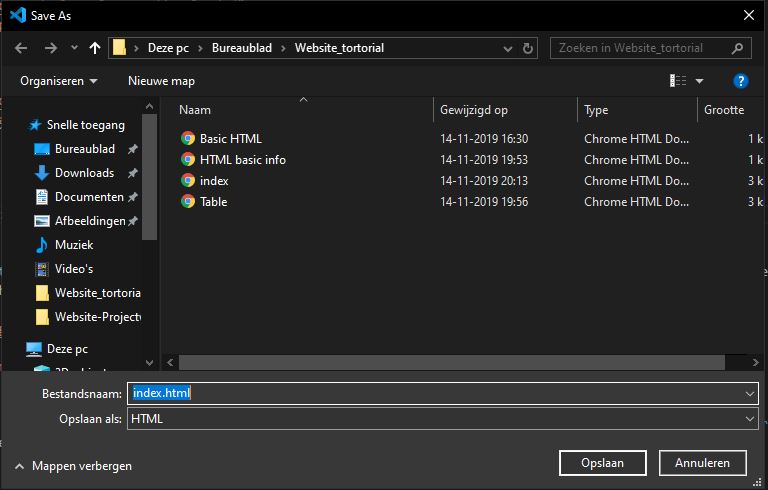 Save As
Deze pc > Bureaublad > Website_tortorial
Zoeken in Website_tortorial
Organiseren
Nieuwe map
?
Naam Gewijzigd op Type Grootte
Snelle toegang
Bureaublad
Downloads
Documenten
Afbeeldingen
Muziek
Video's
Website_tortoria
Website-Project
Deze pc
Basic HTML 14-11-2019 16:30 Chrome HTML Do... 1 k
HTML basic info 14-11-2019 19:53 Chrome HTML Do... 1 k
index 14-11-2019 20:13 Chrome HTML Do... 3 k
Table 14-11-2019 19:56 Chrome HTML Do... 3 k
Bestandsnaam: index.html
Opslaan als: HTML
Mappen verbergen
Opslaan
Annuleren